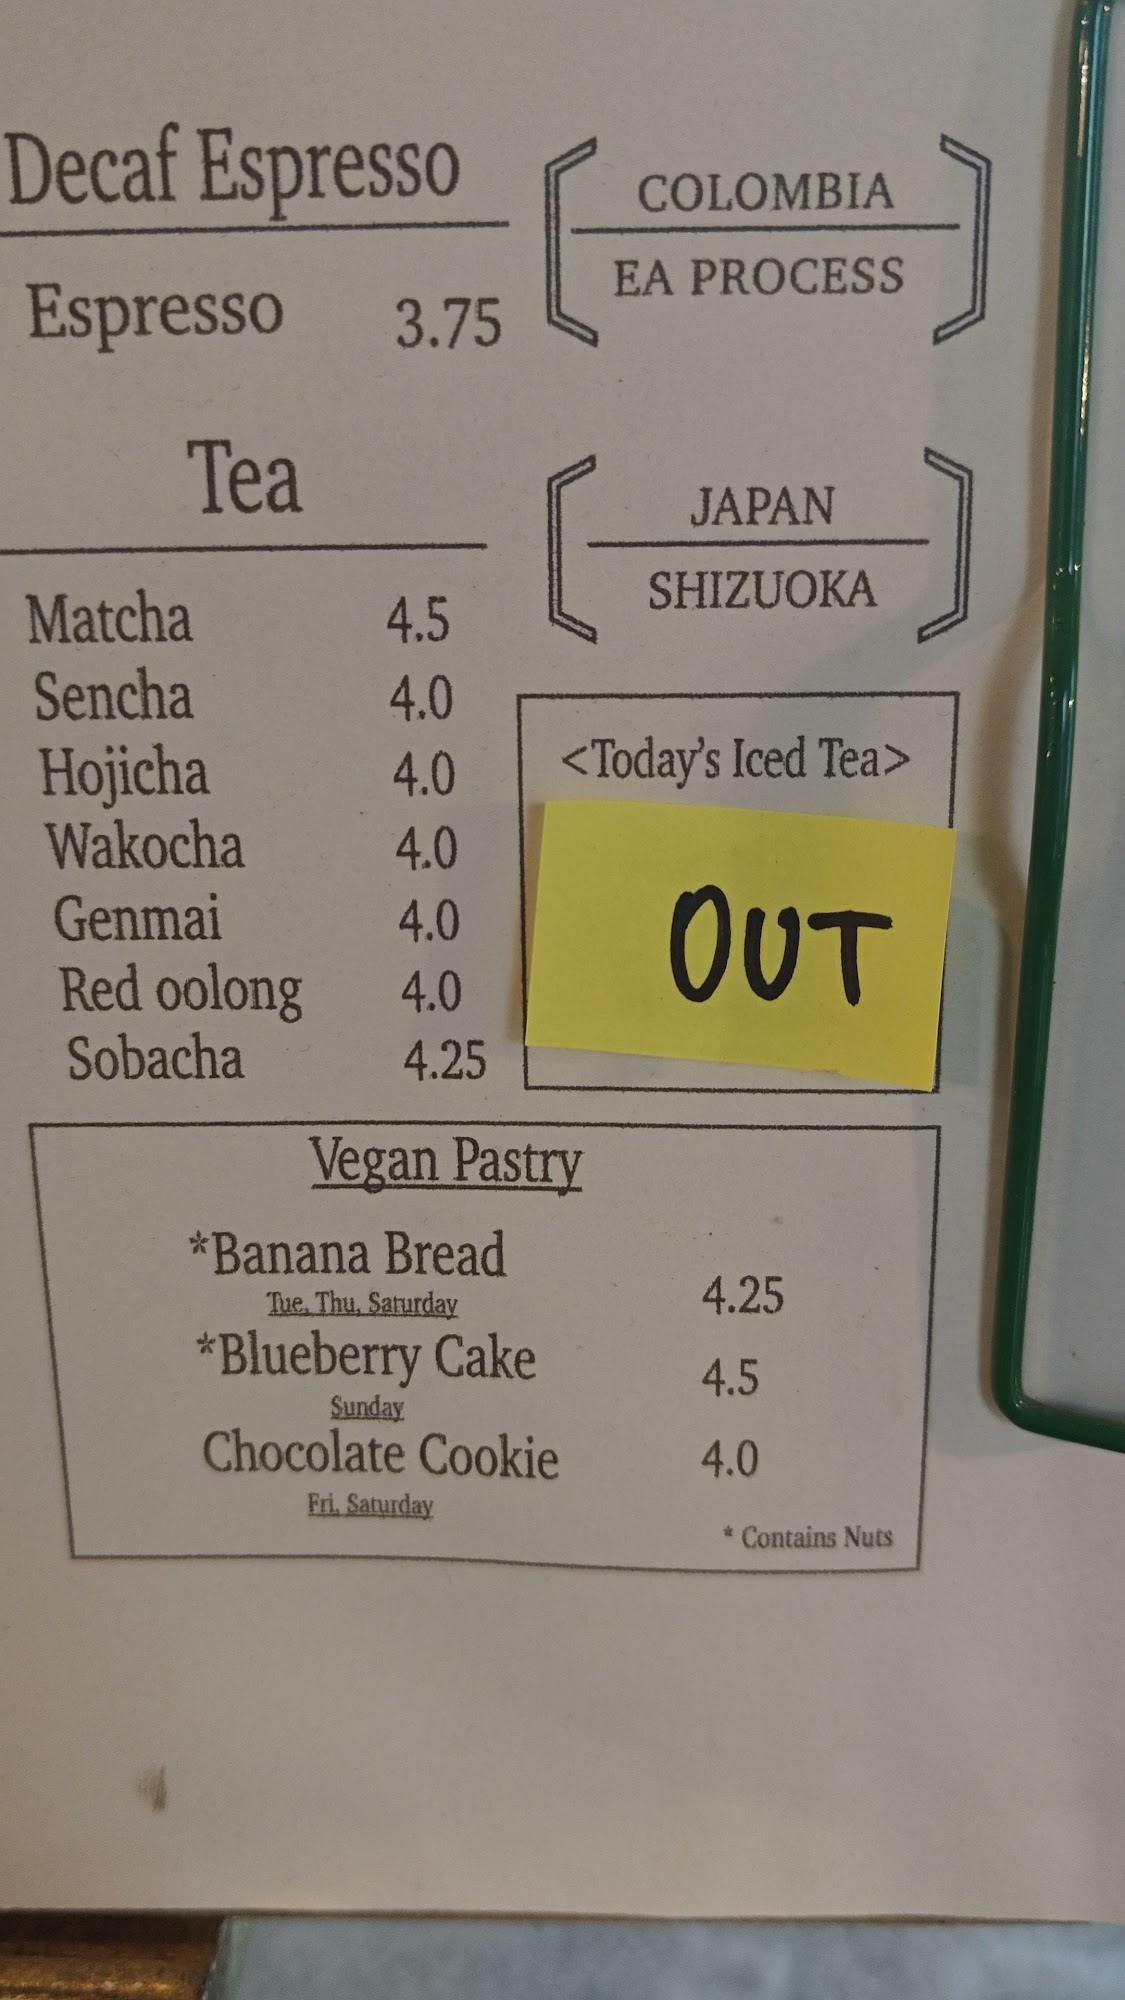 Decaf Espresso
COLOMBIA
EA PROCESS
Espresso 3.75
Tea
JAPAN
SHIZUOKA
Matcha 4.5
Sencha 4.0
Hojicha 4.0
Wakocha 4.0
Genmai 4.0
Red oolong 4.0
Sobacha 4.25
<Today's Iced Tea>
OUT
Vegan Pastry
*Banana Bread 4.25
Tue, Thu, Saturday
*Blueberry Cake 4.5
Sunday
Chocolate Cookie 4.0
Fri, Saturday
* Contains Nuts